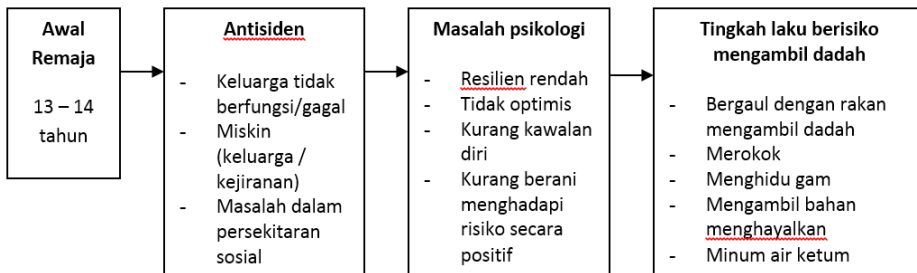 Awal
Remaja
13 – 14
tahun
Antisiden
- Keluarga tidak
berfungsi/gagal
- Miskin
(keluarga /
kejiranan)
- Masalah dalam
persekitaran
sosial
Masalah psikologi
- Resilien rendah
- Tidak optimis
- Kurang kawalan
diri
- Kurang berani
menghadapi
risiko secara
positif
Tingkah laku berisiko
mengambil dadah
- Bergaul dengan rakan
mengambil dadah
- Merokok
- Menghidu gam
- Mengambil bahan
menghayalkan
- Minum air ketum